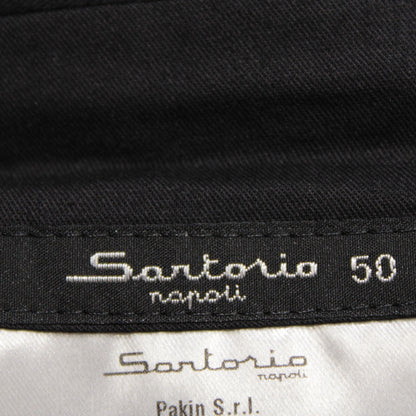 Sartorio 50
napoli
Sartorio
napoli
Pakin S.r.l.